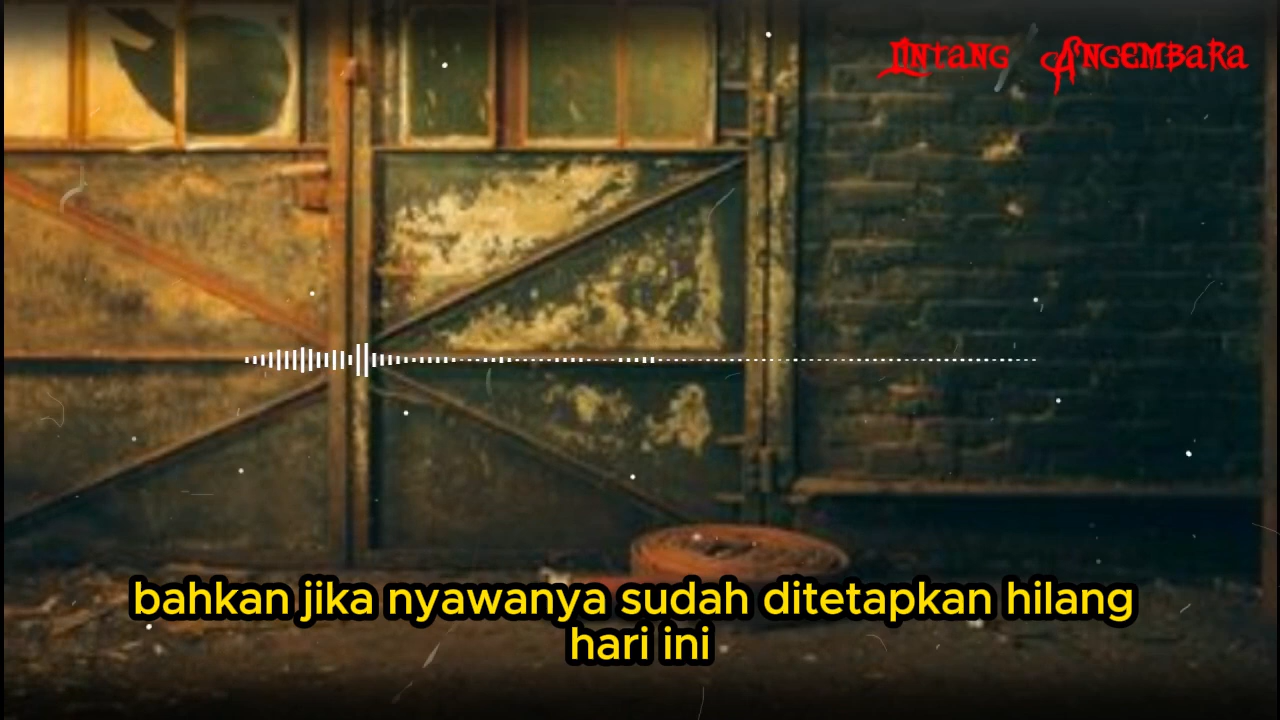 Lintang Angembara
bahkan jika nyawanya sudah ditetapkan hilang
hari ini